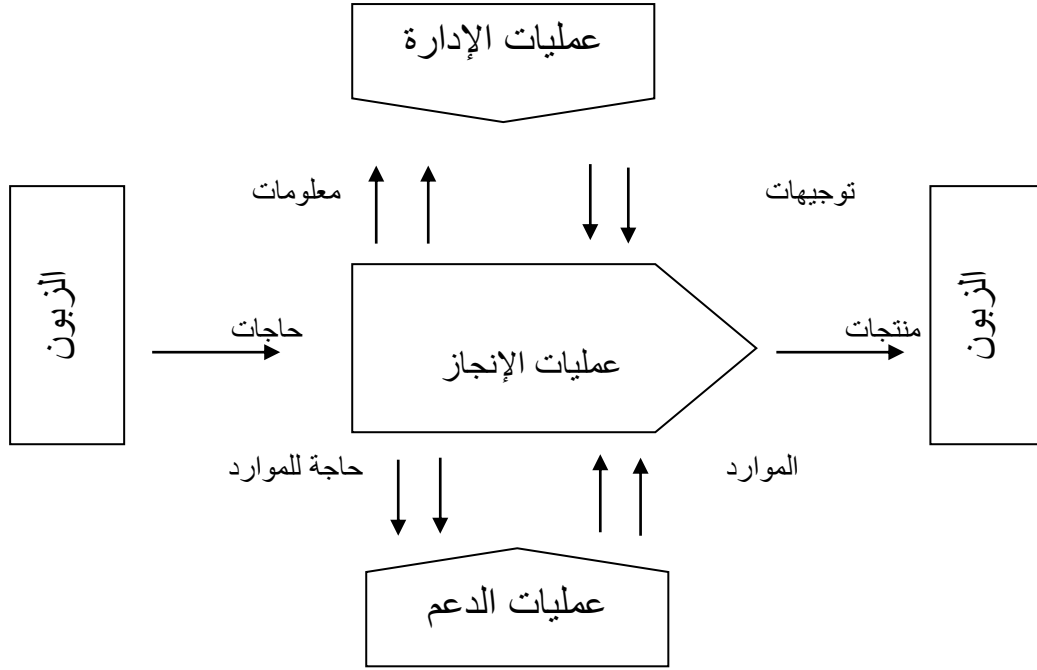 عمليات الإدارة
معلومات
توجيهات
الزبون
حاجات
عمليات الإنجاز
منتجات
الزبون
حاجة للموارد
الموارد
عمليات الدعم